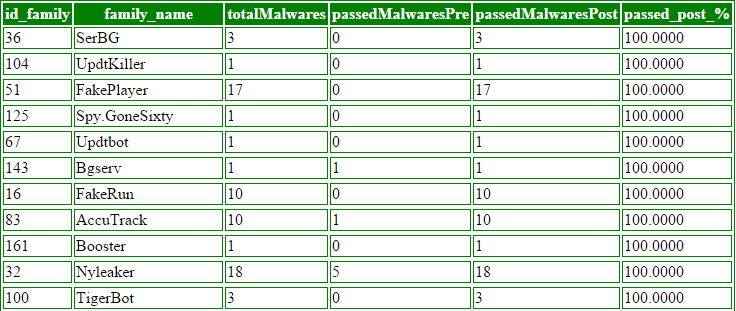 id_family family_name totalMalwares passedMalwaresPre passedMalwaresPost passed_post_%
36 SerBG 3 0 3 100.0000
104 UpdtKiller 1 0 1 100.0000
51 FakePlayer 17 0 17 100.0000
125 Spy.GoneSixty 1 0 1 100.0000
67 Updtbot 1 0 1 100.0000
143 Bgserv 1 1 1 100.0000
16 FakeRun 10 0 10 100.0000
83 AccuTrack 10 1 10 100.0000
161 Booster 1 0 1 100.0000
32 Nyleaker 18 5 18 100.0000
100 TigerBot 3 0 3 100.0000